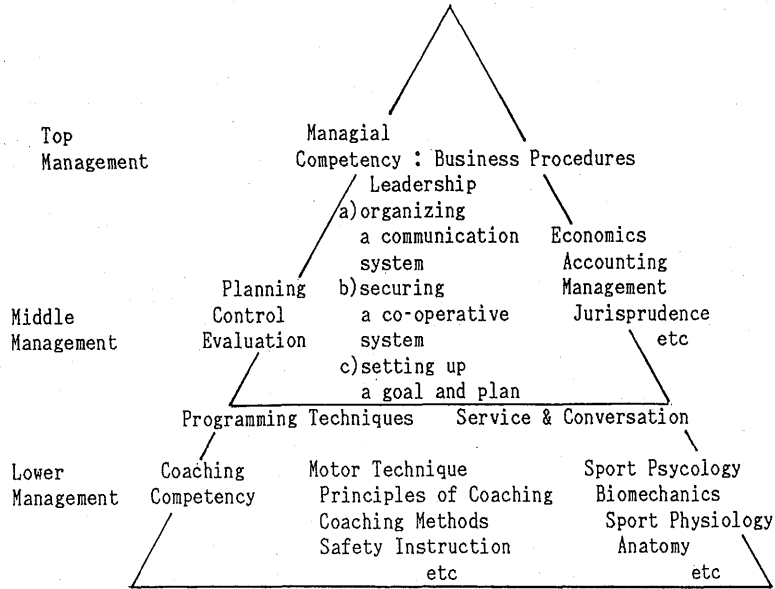 Top
Management
Managial
Competency : Business Procedures
Leadership
a)organizing
a communication
system
b)securing
a co-operative
system
c)setting up
a goal and plan
Economics
Accounting
Management
Jurisprudence
etc
Planning
Control
Evaluation
Middle
Management
Programming Techniques
Service & Conversation
Lower
Management
Coaching
Competency
Motor Technique
Principles of Coaching
Coaching Methods
Safety Instruction
etc
Sport Psycology
Biomechanics
Sport Physiology
Anatomy
etc